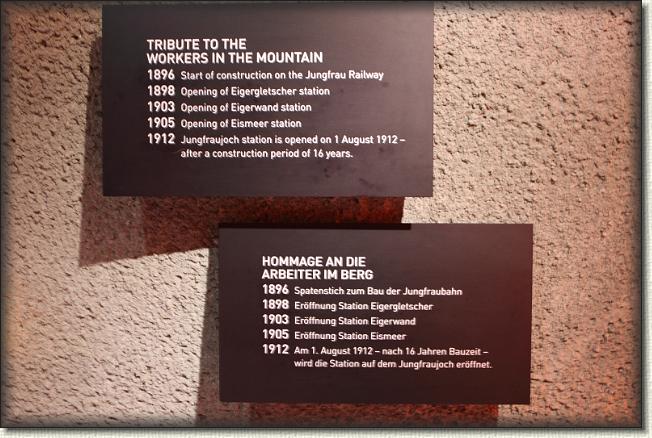 TRIBUTE TO THE
WORKERS IN THE MOUNTAIN
1896 Start of construction on the Jungfrau Railway
1898 Opening of Eigergletscher station
1903 Opening of Eigerwand station
1905 Opening of Eismeer station
1912 Jungfraujoch station is opened on 1 August 1912 –
after a construction period of 16 years.
HOMMAGE AN DIE
ARBEITER IM BERG
1896 Spatenstich zum Bau der Jungfraubahn
1898 Eröffnung Station Eigergletscher
1903 Eröffnung Station Eigerwand
1905 Eröffnung Station Eismeer
1912 Am 1. August 1912 – nach 16 Jahren Bauzeit –
wird die Station auf dem Jungfraujoch eröffnet.